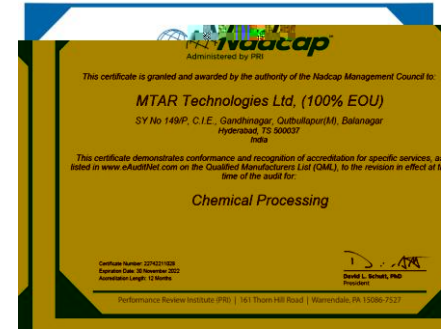 Nadcap
Administered by PRI
This certificate is granted and awarded by the authority of the Nadcap Management Council to:
MTAR Technologies Ltd, (100% EOU)
SY No 149/P, C.I.E., Gandhinagar, Qutbullapur(M), Balanagar
Hyderabad, TS 500037
India
This certificate demonstrates conformance and recognition of accreditation for specific services, as
listed in www.eAuditNet.com on the Qualified Manufacturers List (QML), to the revision in effect at
time of the audit for:
Chemical Processing
Certificate Number: 22742211929
Expiration Date: 30 November 2022
Accreditation Length: 12 Months
David L. Schutt, PhD
President
Performance Review Institute (PRI) | 161 Thorn Hill Road | Warrendale, PA 15086-7527